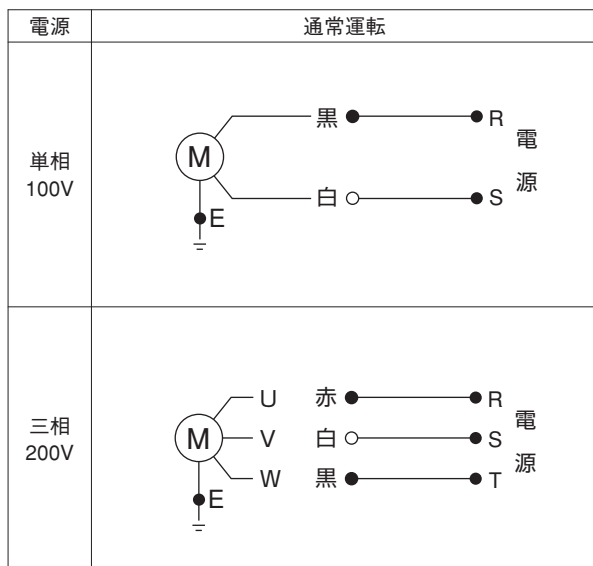 電源 通常運転
単相
100V
M
黒 R
白 S
電
源
E
三相
200V
M
U 赤 R
V 白 S
W 黒 T
電
源
E